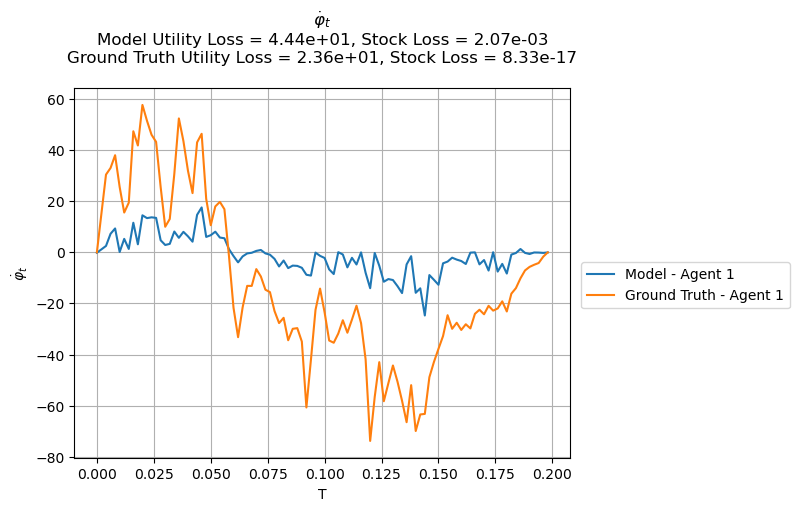 φ̇ₜ
Model Utility Loss = 4.44e+01, Stock Loss = 2.07e-03
Ground Truth Utility Loss = 2.36e+01, Stock Loss = 8.33e-17
60
40
20
0
−20
−40
−60
−80
φ̇ₜ
0.000 0.025 0.050 0.075 0.100 0.125 0.150 0.175 0.200
T
Model - Agent 1
Ground Truth - Agent 1